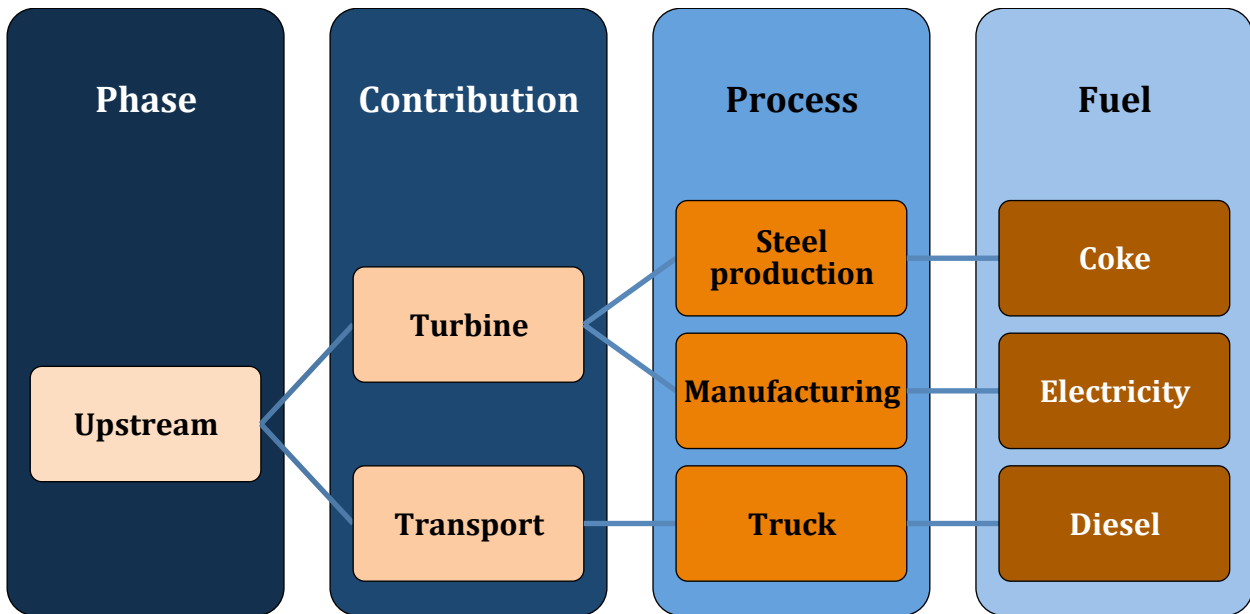 Phase
Contribution
Process
Fuel
Upstream
Turbine
Transport
Steel
production
Manufacturing
Truck
Coke
Electricity
Diesel